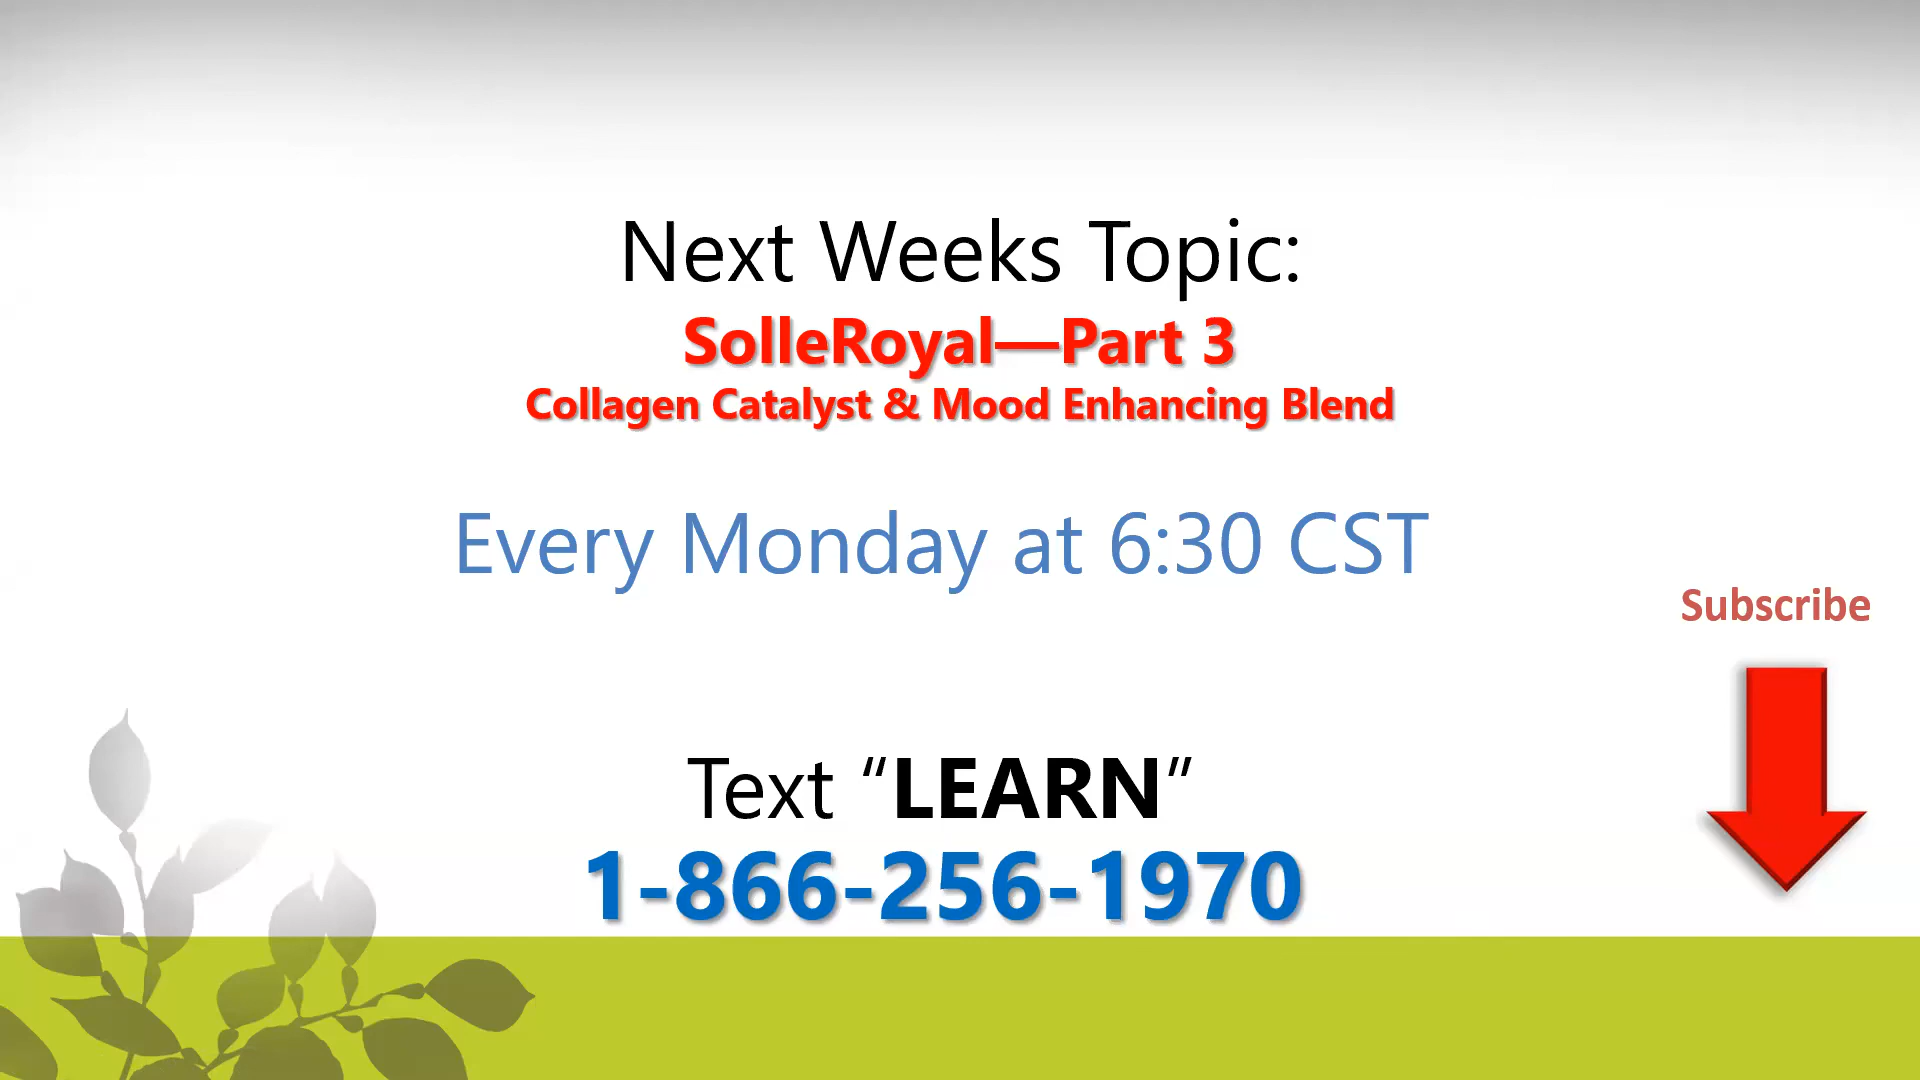 Next Weeks Topic:
SolleRoyal—Part 3
Collagen Catalyst & Mood Enhancing Blend
Every Monday at 6:30 CST
Subscribe
Text “LEARN”
1-866-256-1970